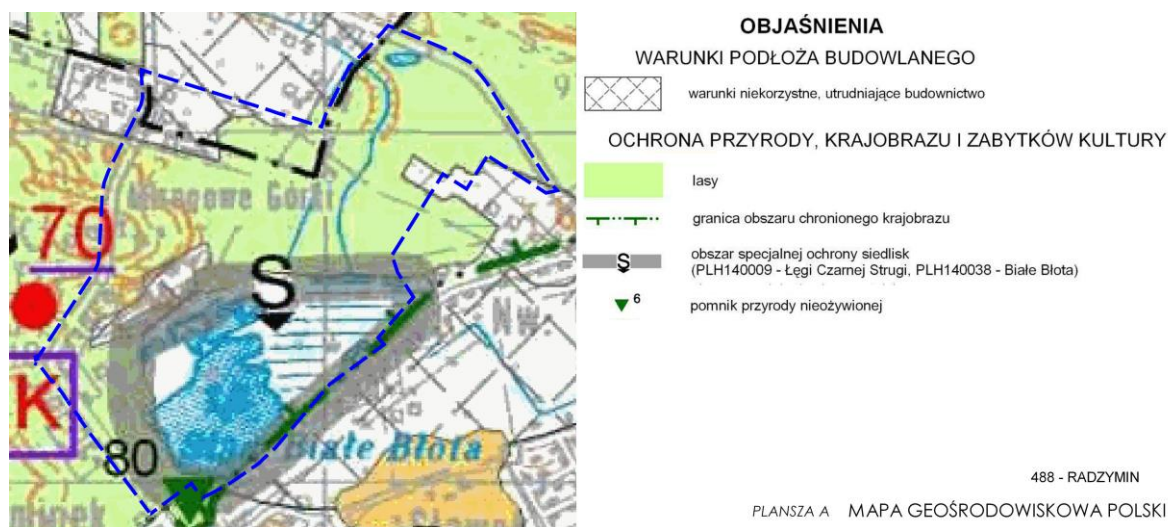 70
S
K
80
Białe Błota
9
OBJAŚNIENIA
WARUNKI PODŁOŻA BUDOWLANEGO
warunki niekorzystne, utrudniające budownictwo
OCHRONA PRZYRODY, KRAJOBRAZU I ZABYTKÓW KULTURY
lasy
granica obszaru chronionego krajobrazu
S
obszar specjalnej ochrony siedlisk
(PLH140009 - Łęgi Czarnej Strugi, PLH140038 - Białe Błota)
6
pomnik przyrody nieożywionej
488 - RADZYMIN
PLANSZA A MAPA GEOŚRODOWISKOWA POLSKI